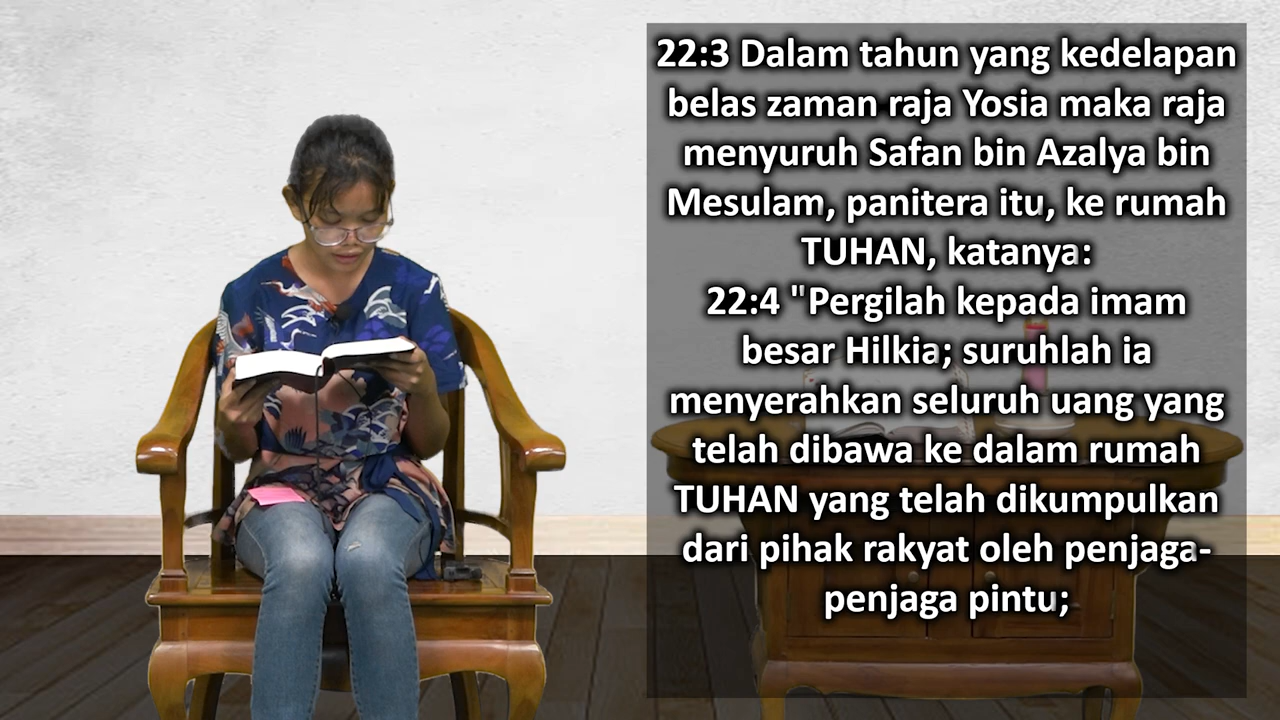 22:3 Dalam tahun yang kedelapan
belas zaman raja Yosia maka raja
menyuruh Safan bin Azalya bin
Mesulam, panitera itu, ke rumah
TUHAN, katanya:
22:4 "Pergilah kepada imam
besar Hilkia; suruhlah ia
menyerahkan seluruh uang yang
telah dibawa ke dalam rumah
TUHAN yang telah dikumpulkan
dari pihak rakyat oleh penjaga-
penjaga pintu;